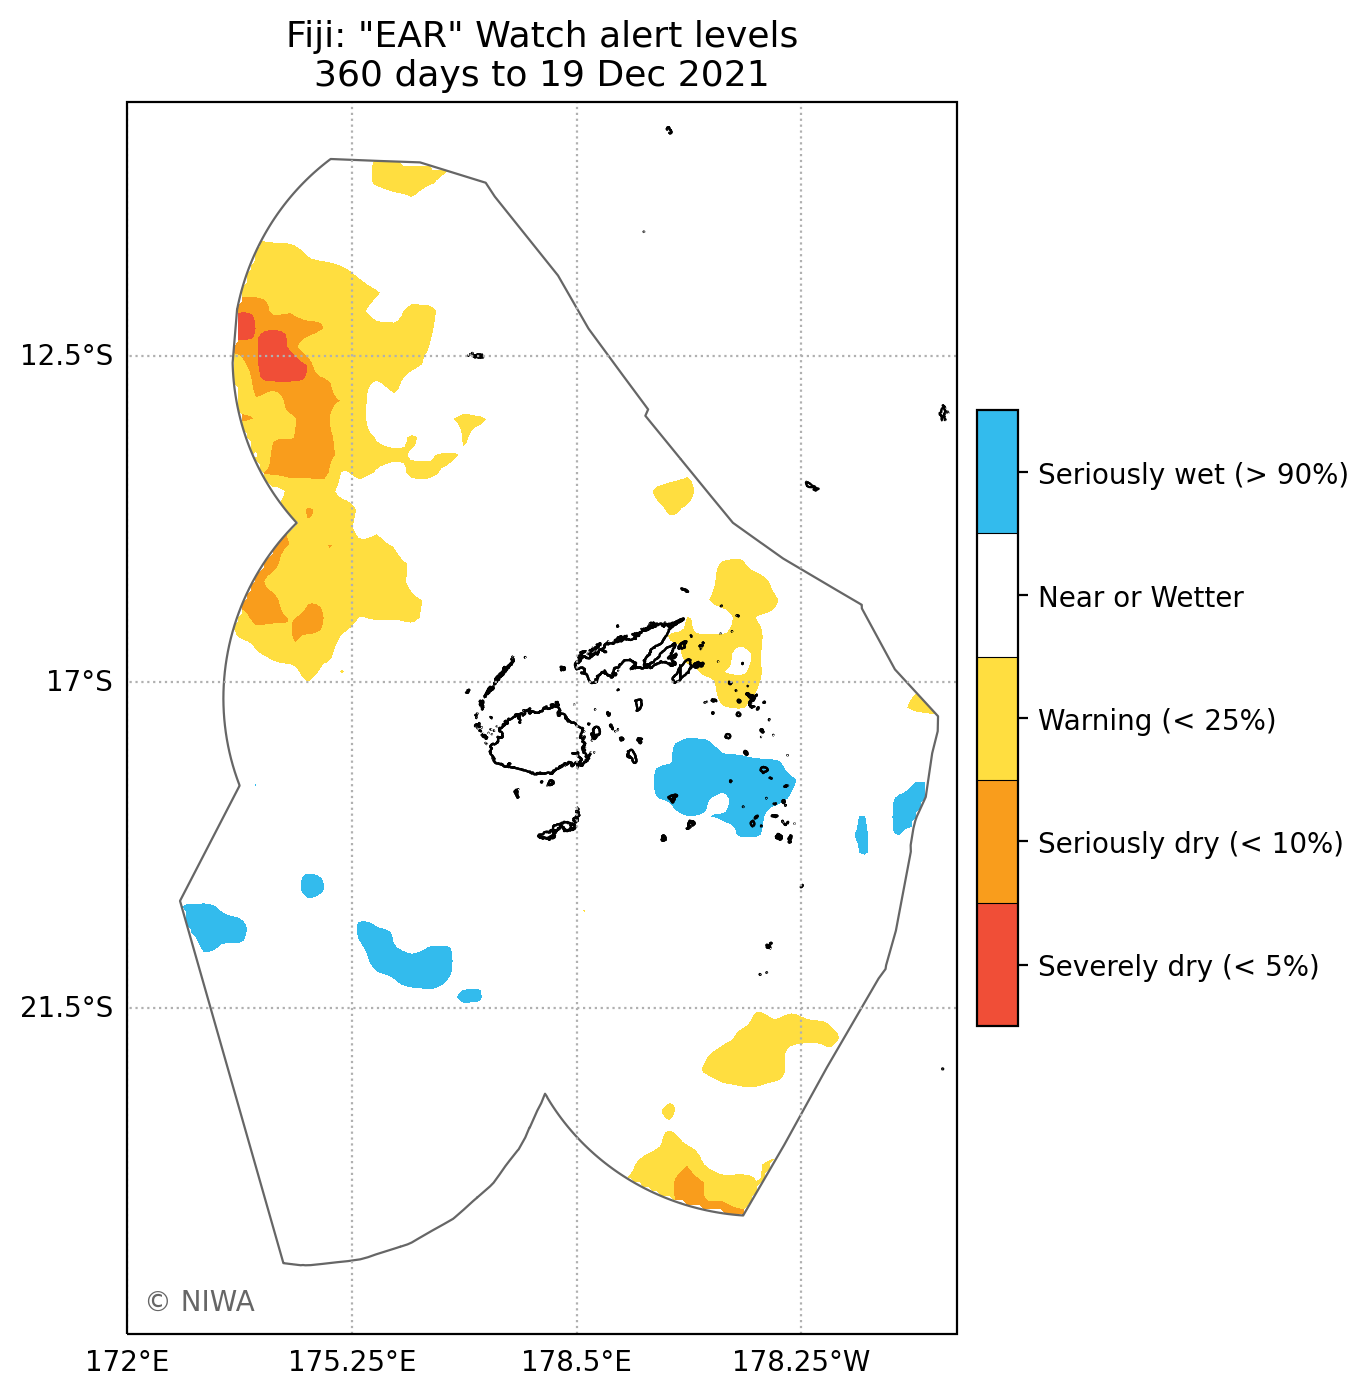 Fiji: "EAR" Watch alert levels
360 days to 19 Dec 2021
12.5°S
17°S
21.5°S
172°E
175.25°E
178.5°E
178.25°W
Seriously wet (> 90%)
Near or Wetter
Warning (< 25%)
Seriously dry (< 10%)
Severely dry (< 5%)
© NIWA